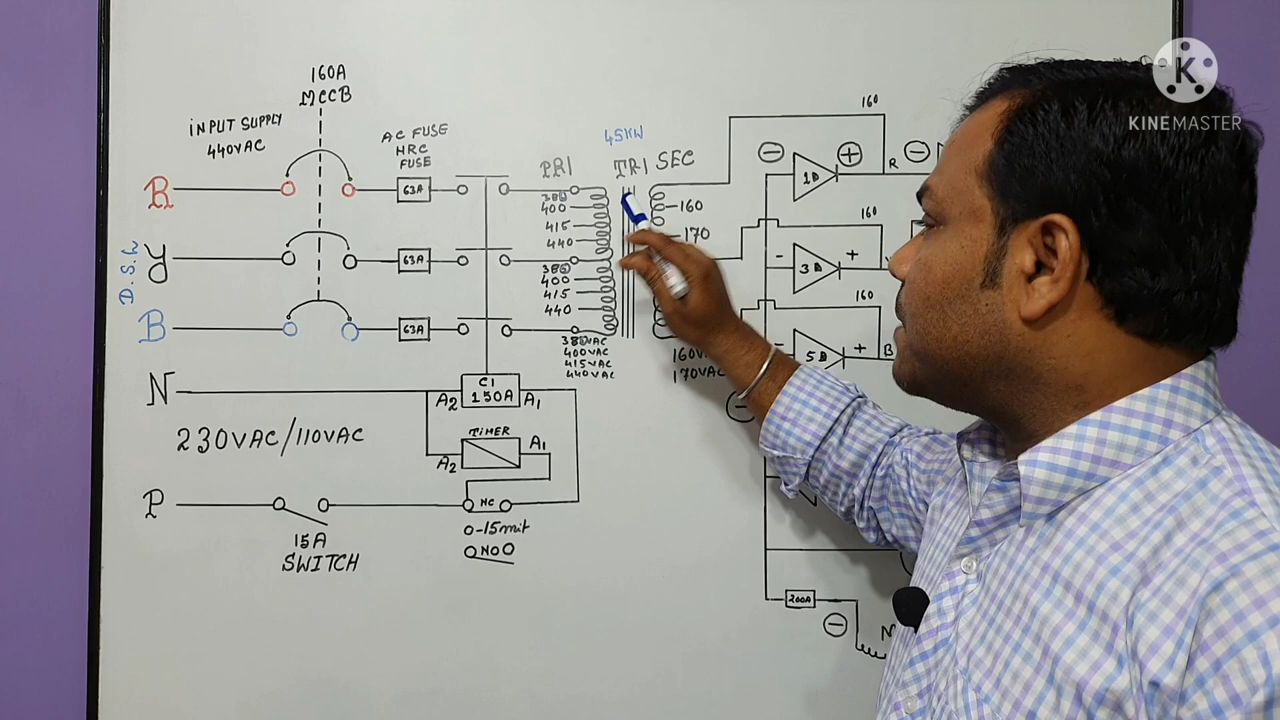 160A
MCCB
INPUT SUPPLY
440VAC
AC FUSE
HRC
FUSE
45KW
PRI
TRI
SEC
R
63A
380
400
415
440
160
170
160
1D
R
D.S.W
Y
63A
380
400
415
440
160
3D
B
63A
380VAC
400VAC
415VAC
440VAC
170VAC
160
5D
B
N
A2
C1
150A
A1
230VAC/110VAC
TIMER
A2
A1
P
15A
SWITCH
NC
0-15mit
NO
200A
K
KINEMASTER